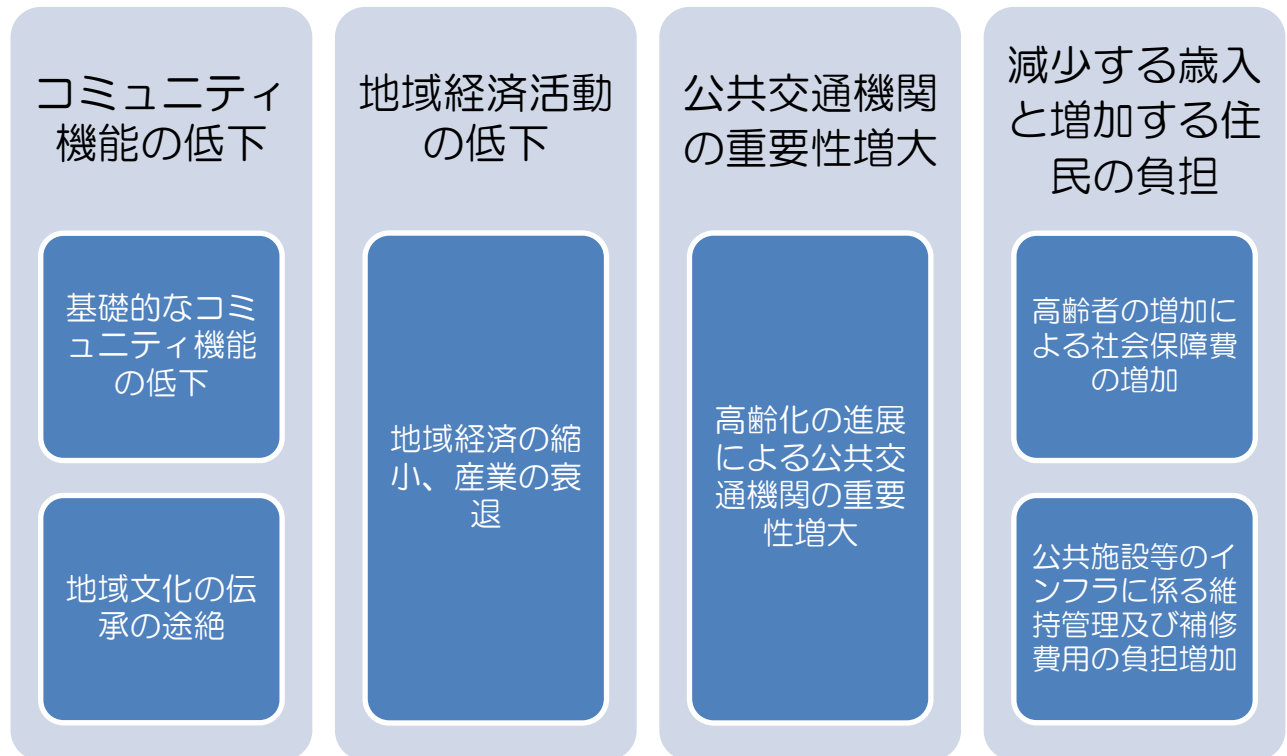 コミュニティ
機能の低下
基礎的なコミ
ュニティ機能
の低下
地域文化の伝
承の途絶
地域経済活動
の低下
地域経済の縮
小、産業の衰
退
公共交通機関
の重要性増大
高齢化の進展
による公共交
通機関の重要
性増大
減少する歳入
と増加する住
民の負担
高齢者の増加に
よる社会保障費
の増加
公共施設等のイ
ンフラに係る維
持管理及び補修
費用の負担増加